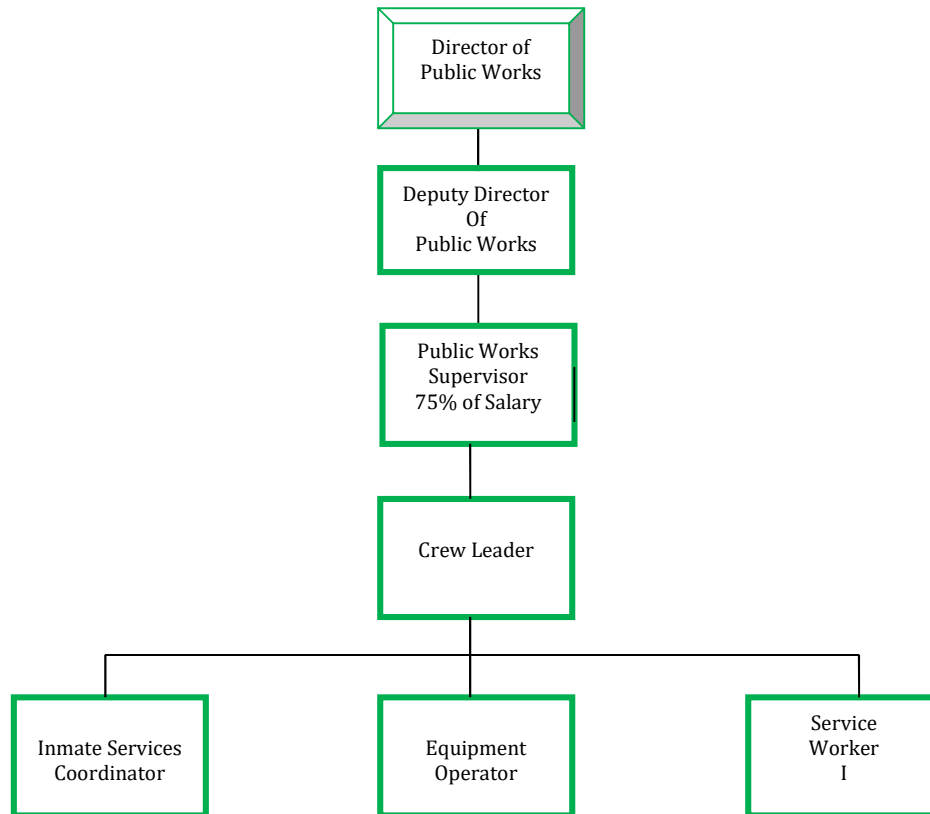 Director of
Public Works
Deputy Director
Of
Public Works
Public Works
Supervisor
75% of Salary
Crew Leader
Inmate Services
Coordinator
Equipment
Operator
Service
Worker
I